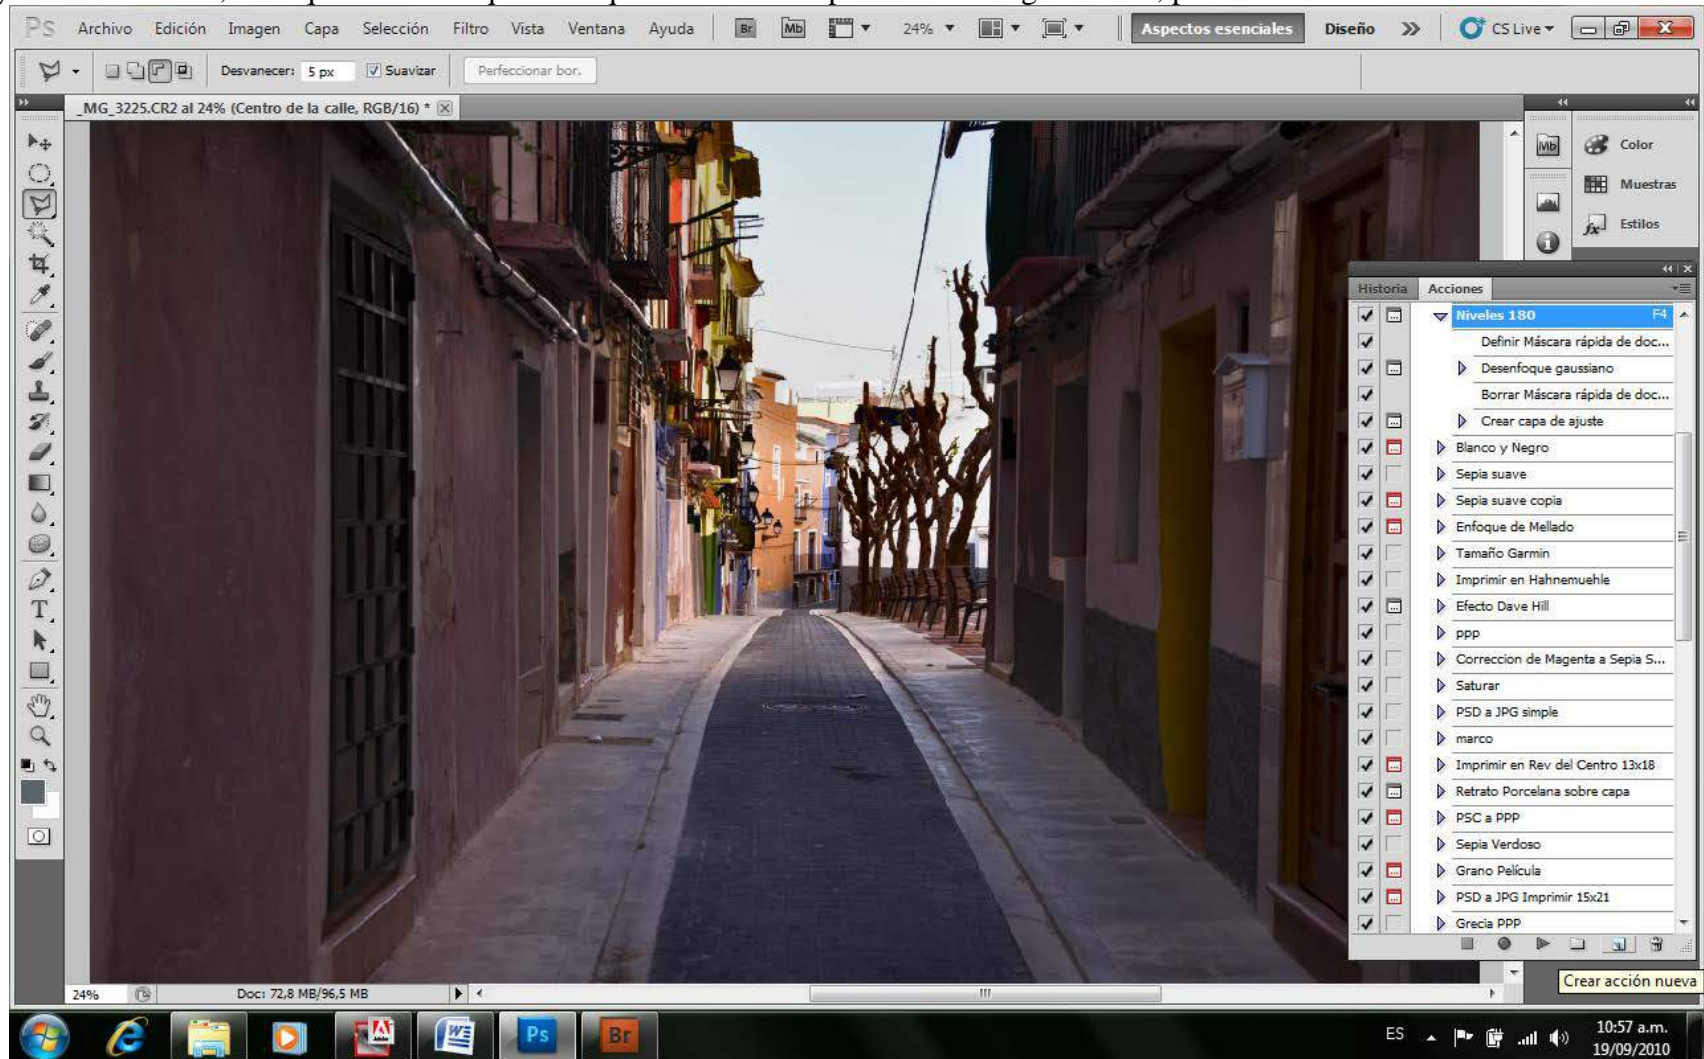 Ps Archivo Edición Imagen Capa Selección Filtro Vista Ventana Ayuda Br Mb 24% Aspectos esenciales Diseño CS Live
Desvanecer: 5 px Suavizar Perfeccionar bor.
_MG_3225.CR2 al 24% (Centro de la calle, RGB/16) *
Mb Color
Muestras
Estilos
Historia Acciones
Niveles 180 F4
Definir Máscara rápida de doc...
Desenfoque gaussiano
Borrar Máscara rápida de doc...
Crear capa de ajuste
Blanco y Negro
Sepia suave
Sepia suave copia
Enfoque de Mellado
Tamaño Garmin
Imprimir en Hahnemuehle
Efecto Dave Hill
ppp
Correccion de Magenta a Sepia S...
Saturar
PSD a JPG simple
marco
Imprimir en Rev del Centro 13x18
Retrato Porcelana sobre capa
PSC a PPP
Sepia Verdoso
Grano Película
PSD a JPG Imprimir 15x21
Grecia PPP
Crear acción nueva
24% Doc: 72,8 MB/96,5 MB
Ps Br ES 10:57 a.m.
19/09/2010